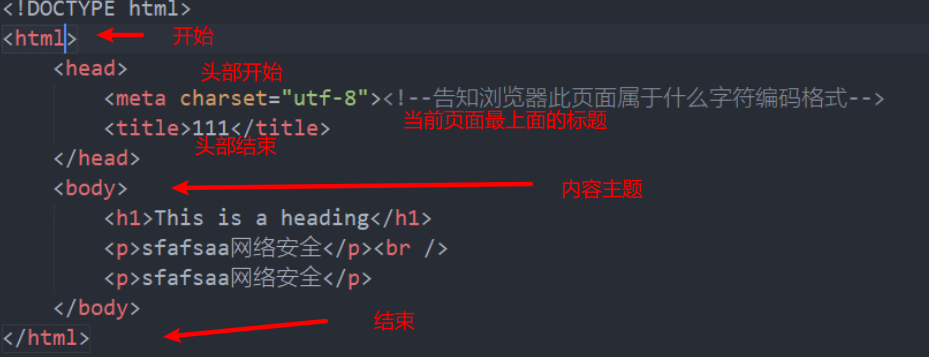 <!DOCTYPE html>
<html> 开始
<head>
头部开始
<meta charset="utf-8"><!--告知浏览器此页面属于什么字符编码格式-->
<title>111</title> 当前页面最上面的标题
头部结束
</head>
<body> 内容主题
<h1>This is a heading</h1>
<p>sfafsaa网络安全</p><br />
<p>sfafsaa网络安全</p>
</body>
结束
</html>